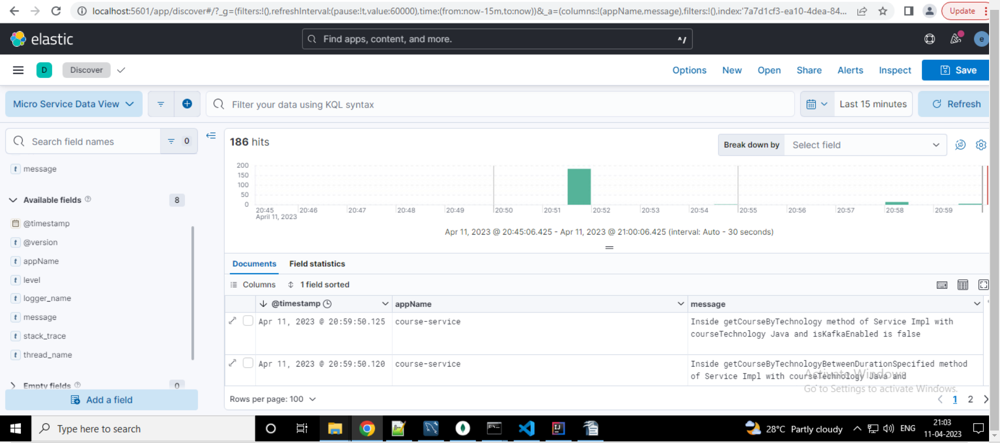 localhost:5601/app/discover#/?_g=(filters:!(),refreshInterval:(pause:!t,value:60000),time:(from:now-15m,to:now))&_a=(columns:!(appName,message),filters:!(),index:'7a7d1cf3-ea10-4dea-84... Update
elastic Find apps, content, and more. ^/ e
D Discover Options New Open Share Alerts Inspect Save
Micro Service Data View Filter your data using KQL syntax Last 15 minutes Refresh
Search field names 0
186 hits Break down by Select field
message
Available fields 8
@timestamp
@version
appName
level
logger_name
message
stack_trace
thread_name
Empty fields 0
Add a field
200
150
100
50
0
20:45 20:46 20:47 20:48 20:49 20:50 20:51 20:52 20:53 20:54 20:55 20:56 20:57 20:58 20:59
April 11, 2023
Apr 11, 2023 @ 20:45:06.425 - Apr 11, 2023 @ 21:00:06.425 (interval: Auto - 30 seconds)
Documents Field statistics
Columns 1 field sorted
@timestamp appName message
Apr 11, 2023 @ 20:59:50.125 course-service Inside getCourseByTechnology method of Service Impl with
courseTechnology Java and isKafkaEnabled is false
Apr 11, 2023 @ 20:59:50.120 course-service Inside getCourseByTechnologyBetweenDurationSpecified method
of Service Impl with courseTechnology Java and
Activate Windows
Go to Settings to activate Windows.
Rows per page: 100 1 2
Type here to search 28°C Partly cloudy ENG 21:03
11-04-2023